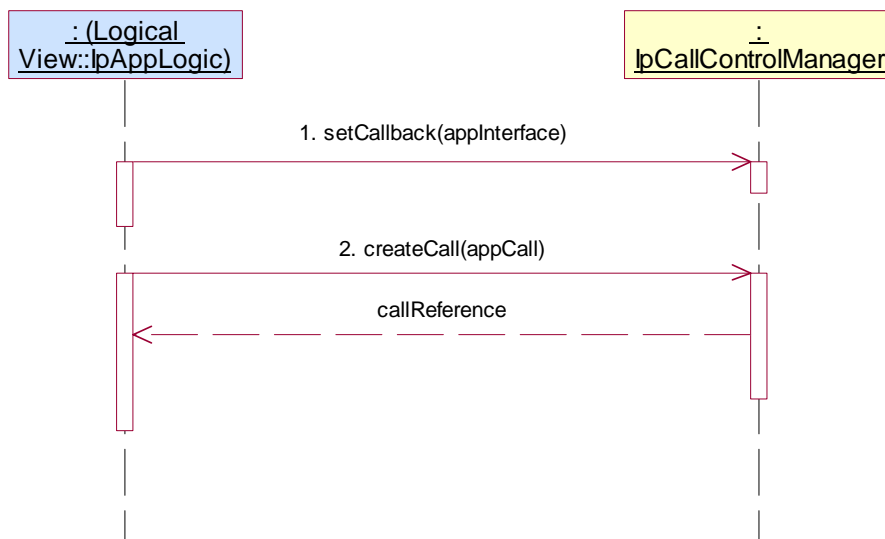 : (Logical
View::IpAppLogic)
:
IpCallControlManager
1. setCallback(appInterface)
2. createCall(appCall)
callReference